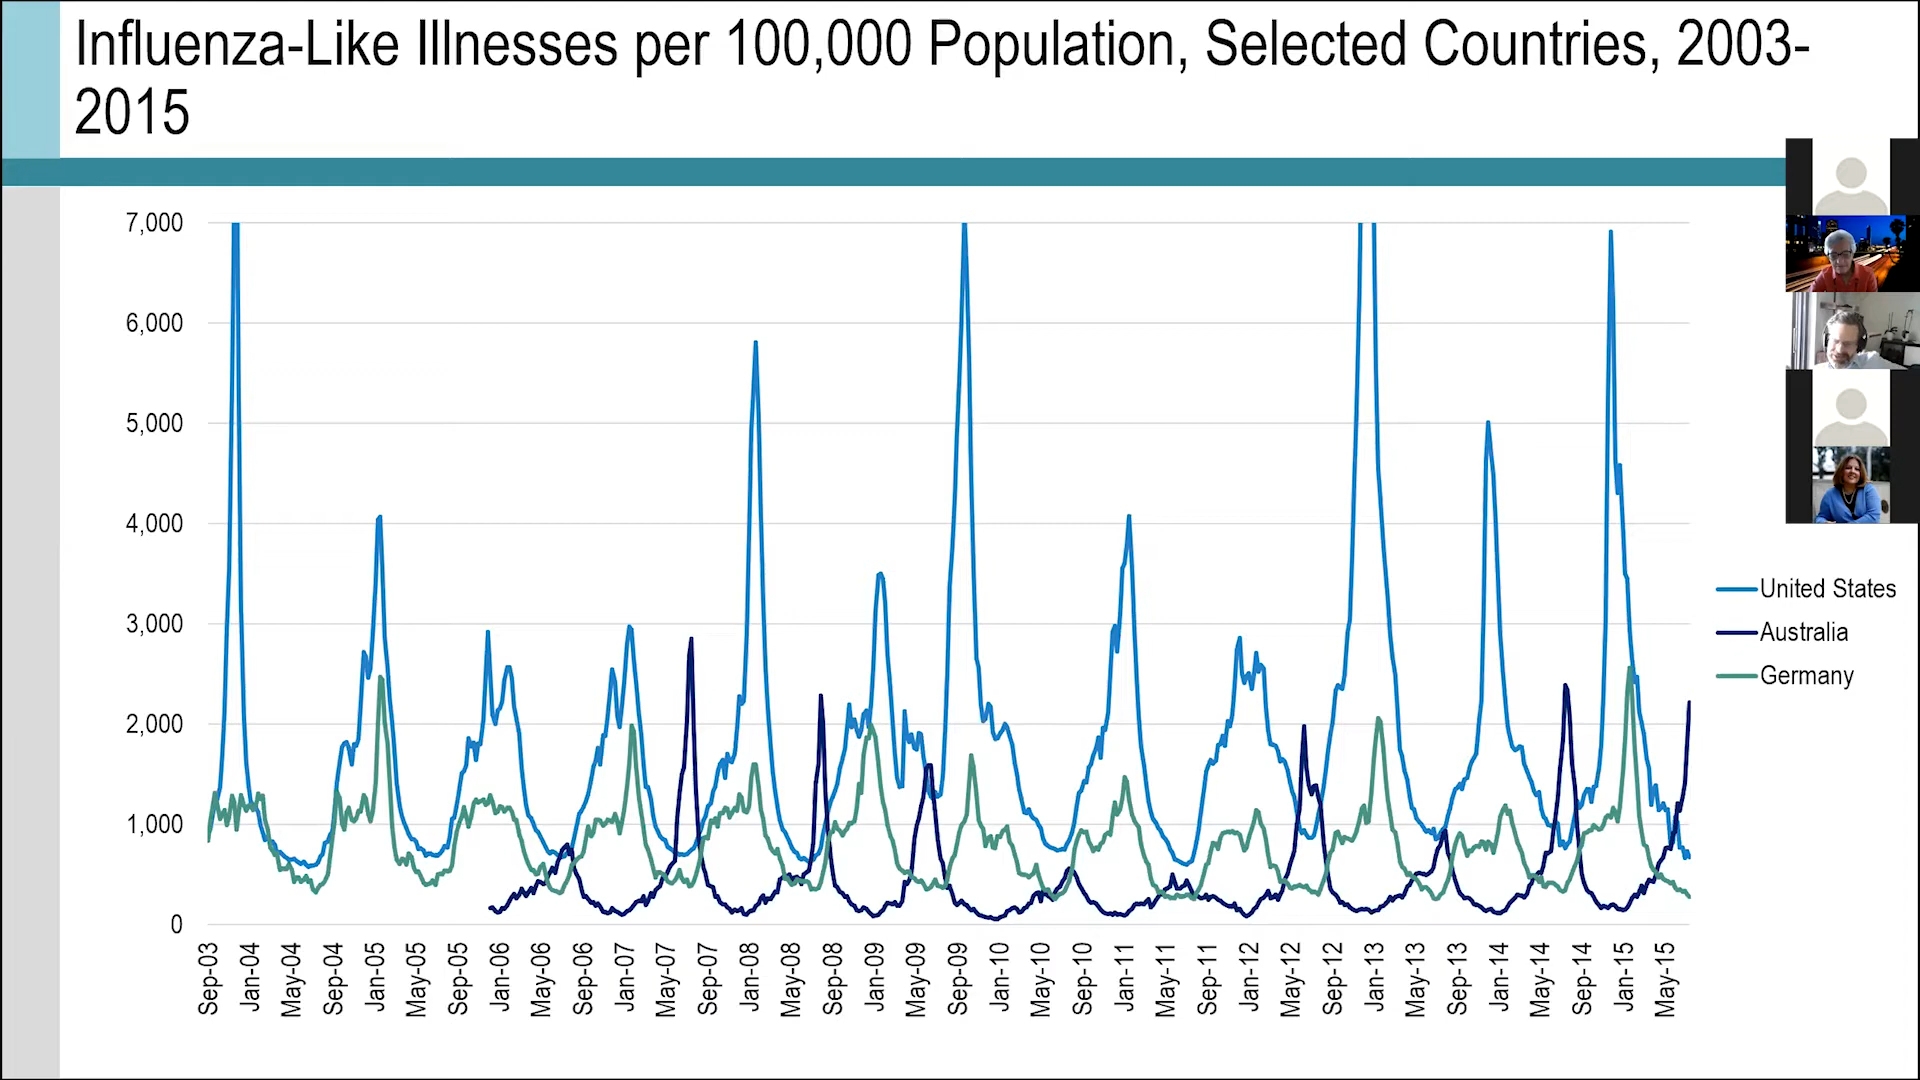 Influenza-Like Illnesses per 100,000 Population, Selected Countries, 2003-
2015
7,000
6,000
5,000
4,000
3,000
2,000
1,000
0
Sep-03
Jan-04
May-04
Sep-04
Jan-05
May-05
Sep-05
Jan-06
May-06
Sep-06
Jan-07
May-07
Sep-07
Jan-08
May-08
Sep-08
Jan-09
May-09
Sep-09
Jan-10
May-10
Sep-10
Jan-11
May-11
Sep-11
Jan-12
May-12
Sep-12
Jan-13
May-13
Sep-13
Jan-14
May-14
Sep-14
Jan-15
May-15
United States
Australia
Germany